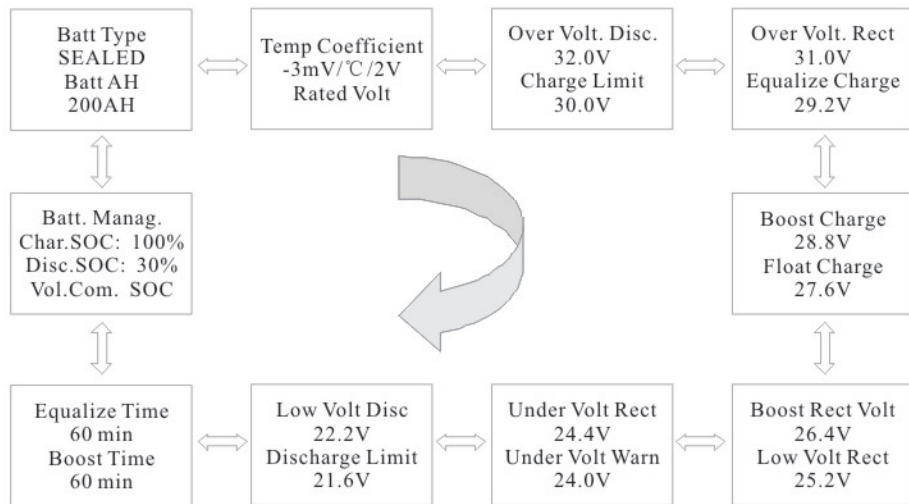 Batt Type
SEALED
Batt AH
200AH
Temp Coefficient
-3mV/℃/2V
Rated Volt
Over Volt. Disc.
32.0V
Charge Limit
30.0V
Over Volt. Rect
31.0V
Equalize Charge
29.2V
Batt. Manag.
Char.SOC: 100%
Disc.SOC: 30%
Vol.Com. SOC
Boost Charge
28.8V
Float Charge
27.6V
Equalize Time
60 min
Boost Time
60 min
Low Volt Disc
22.2V
Discharge Limit
21.6V
Under Volt Rect
24.4V
Under Volt Warn
24.0V
Boost Rect Volt
26.4V
Low Volt Rect
25.2V